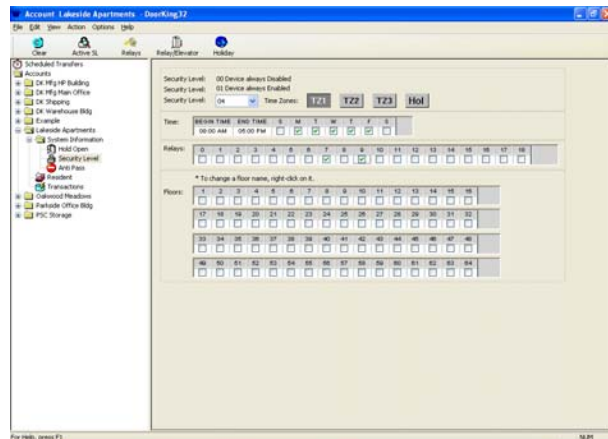 Account Lakeside Apartments - DoorKing32
File Edit View Action Options Help
Clear Active SL Relays Relay/Elevator Holiday
Scheduled Transfers
Accounts
DK Mfg HP Building
DK Mfg Main Office
DK Shipping
DK Warehouse Bldg
Example
Lakeside Apartments
System Information
Hold Open
Security Level
Anti Pass
Resident
Transactions
Oakwood Meadows
Parkside Office Bldg
PSC Storage
Security Level: 00 Device always Disabled
Security Level: 01 Device always Enabled
Security Level: 04 Time Zones: TZ1 TZ2 TZ3 Hol
Time: BEGIN TIME END TIME S M T W T F S
08:00 AM 05:00 PM
Relays: 0 1 2 3 4 5 6 7 8 9 10 11 12 13 14 15 16 17 18
* To change a floor name, right-click on it.
Floors: 1 2 3 4 5 6 7 8 9 10 11 12 13 14 15 16
17 18 19 20 21 22 23 24 25 26 27 28 29 30 31 32
33 34 35 36 37 38 39 40 41 42 43 44 45 46 47 48
49 50 51 52 53 54 55 56 57 58 59 60 61 62 63 64
For Help, press F1
NUM